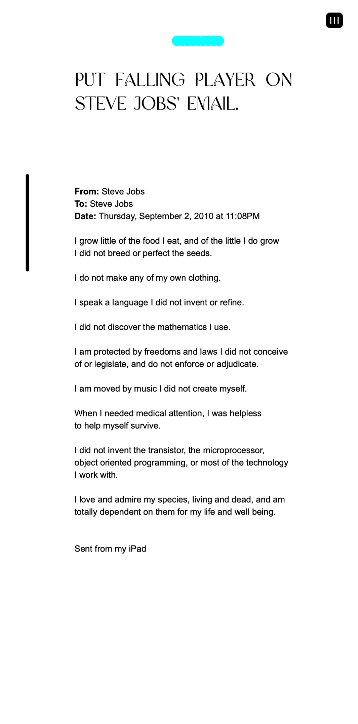 PUT FALLING PLAYER ON
STEVE JOBS' EMAIL.
From: Steve Jobs
To: Steve Jobs
Date: Thursday, September 2, 2010 at 11:08PM
I grow little of the food I eat, and of the little I do grow
I did not breed or perfect the seeds.
I do not make any of my own clothing.
I speak a language I did not invent or refine.
I did not discover the mathematics I use.
I am protected by freedoms and laws I did not conceive
of or legislate, and do not enforce or adjudicate.
I am moved by music I did not create myself.
When I needed medical attention, I was helpless
to help myself survive.
I did not invent the transistor, the microprocessor,
object oriented programming, or most of the technology
I work with.
I love and admire my species, living and dead, and am
totally dependent on them for my life and well being.
Sent from my iPad